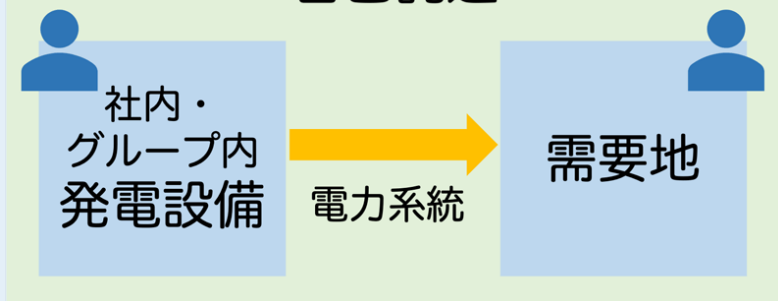 社内・
グループ内
発電設備
電力系統
需要地